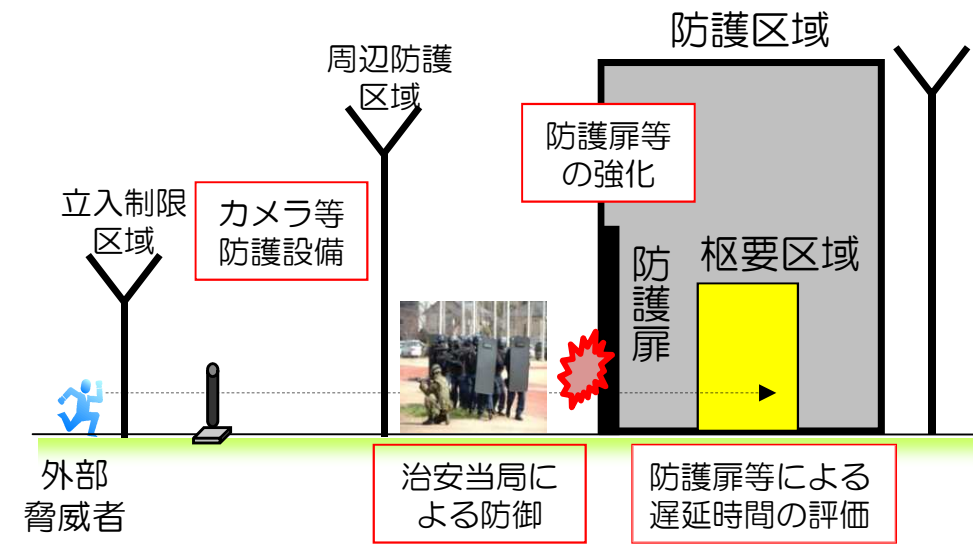 防護区域
周辺防護
区域
防護扉等
の強化
立入制限
区域
カメラ等
防護設備
防護扉
枢要区域
外部
脅威者
治安当局に
よる防御
防護扉等による
遅延時間の評価